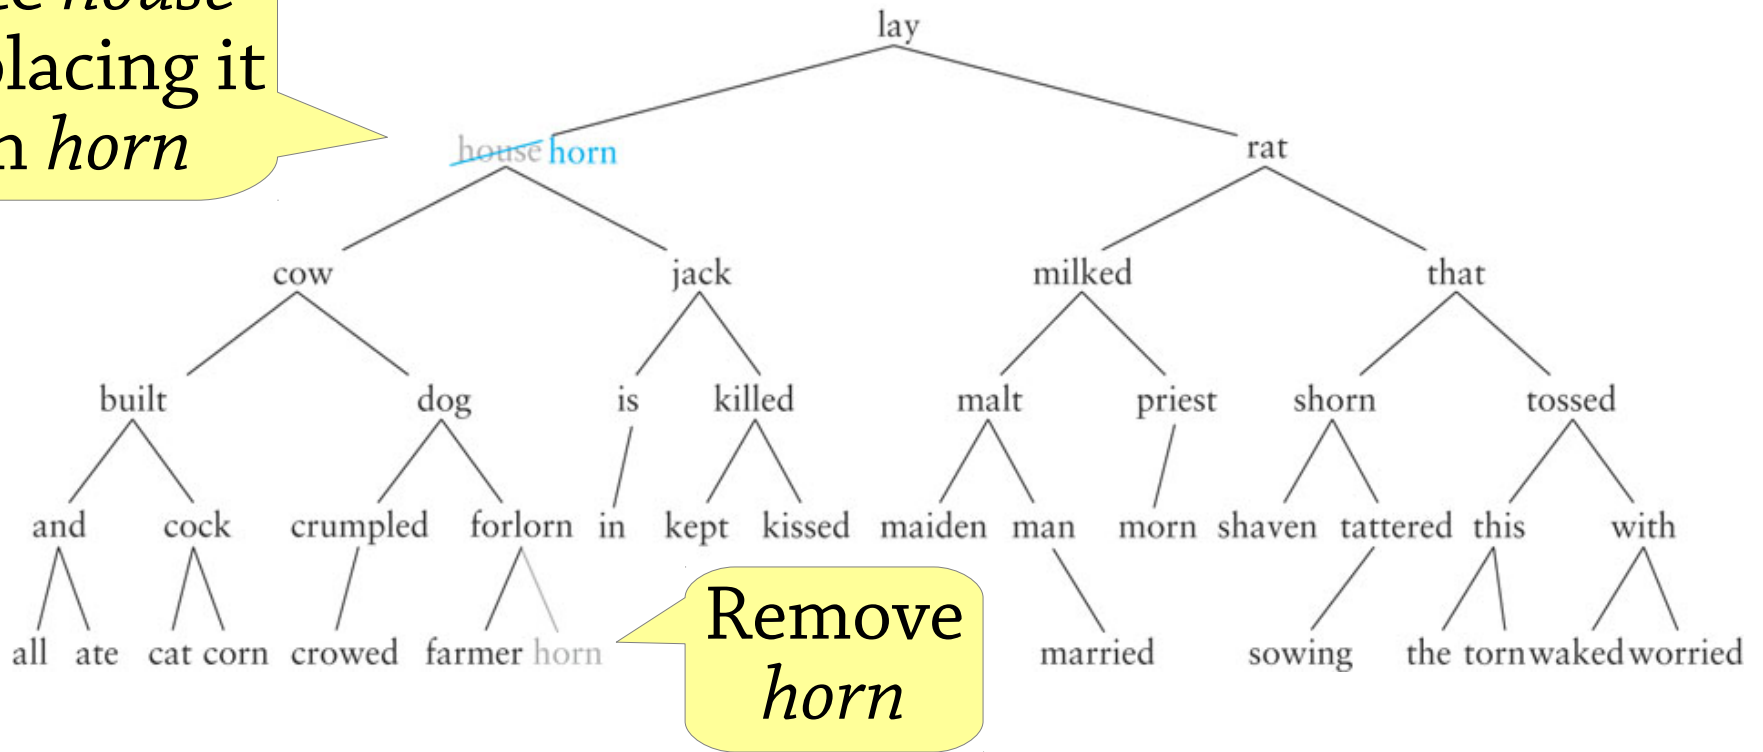 house
placing it
horn
lay
house horn
rat
cow
jack
milked
that
built
dog
is
killed
malt
priest
shorn
tossed
and
cock
crumpled
forlorn
in
kept
kissed
maiden
man
morn
shaven
tattered
this
with
all
ate
cat
corn
crowed
farmer
horn
married
sowing
the
torn
waked
worried
Remove
horn